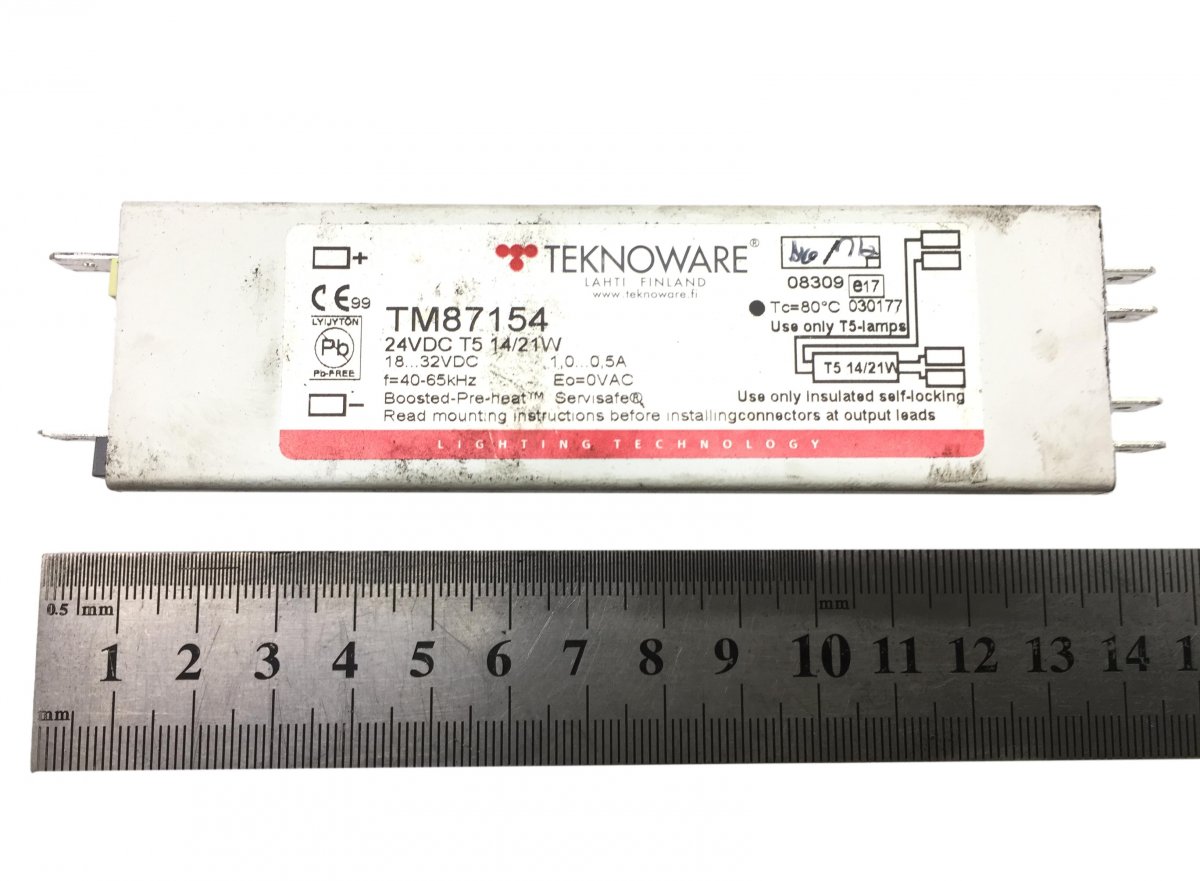 +
TEKNOWARE®
LAHTI FINLAND
www.teknoware.fi
08309 e17
CE99
Tc=80°C 030177
LYIJYTÖN
Pb
Pb-FREE
TM87154
Use only T5-lamps
24VDC T5 14/21W
18...32VDC 1,0...0,5A
T5 14/21W
f=40-65kHz Eo=0VAC
−
Boosted-Pre-heat™ Servisafe®
Use only insulated self-locking
Read mounting instructions before installing
connectors at output leads
LIGHTING TECHNOLOGY
0.5 mm mm
1 2 3 4 5 6 7 8 9 10 11 12 13 14 1
mm